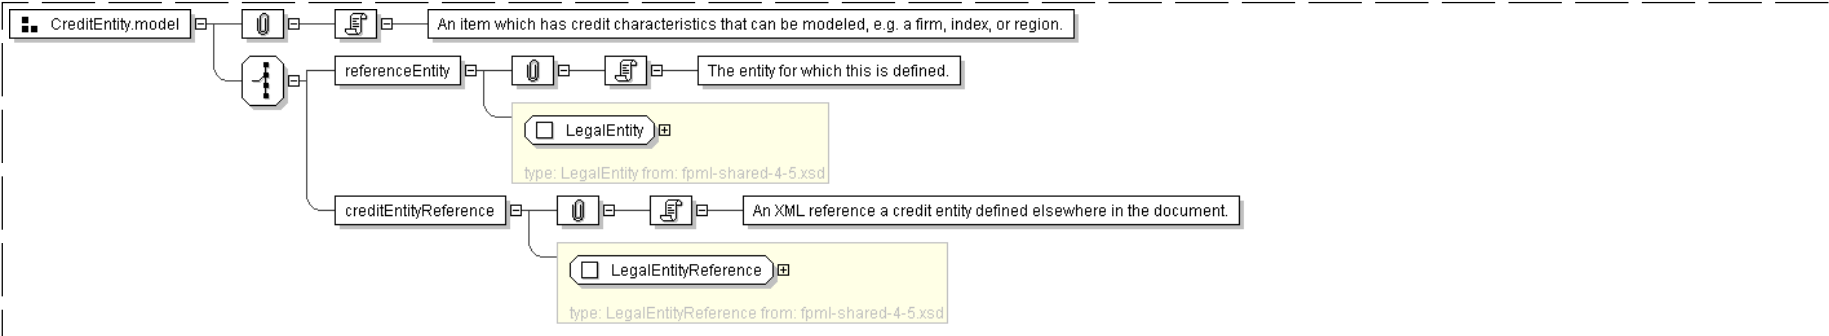 CreditEntity.model
An item which has credit characteristics that can be modeled, e.g. a firm, index, or region.
referenceEntity
The entity for which this is defined.
LegalEntity
type: LegalEntity from: fpml-shared-4-5.xsd
creditEntityReference
An XML reference a credit entity defined elsewhere in the document.
LegalEntityReference
type: LegalEntityReference from: fpml-shared-4-5.xsd